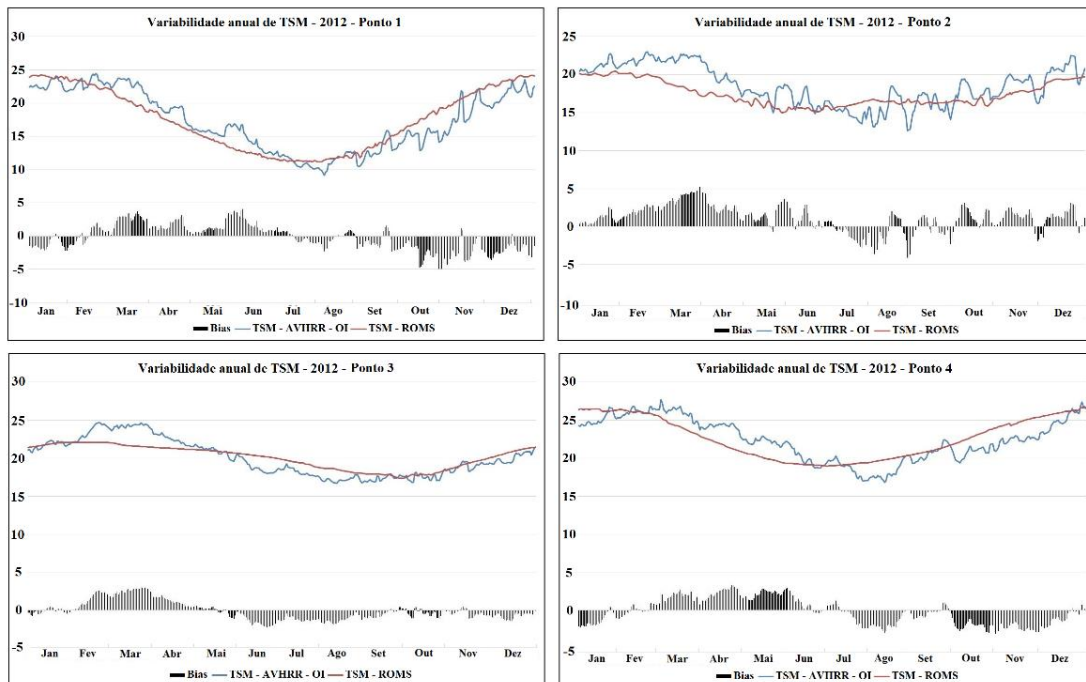 Variabilidade anual de TSM - 2012 - Ponto 1
30
25
20
15
10
5
0
-5
-10
Jan Fev Mar Abr Mai Jun Jul Ago Set Out Nov Dez
Bias TSM - AVHRR - OI TSM - ROMS
Variabilidade anual de TSM - 2012 - Ponto 2
25
20
15
10
5
0
-5
-10
Jan Fev Mar Abr Mai Jun Jul Ago Set Out Nov Dez
Bias TSM - AVHRR - OI TSM - ROMS
Variabilidade anual de TSM - 2012 - Ponto 3
30
25
20
15
10
5
0
-5
Jan Fev Mar Abr Mai Jun Jul Ago Set Out Nov Dez
Bias TSM - AVHRR - OI TSM - ROMS
Variabilidade anual de TSM - 2012 - Ponto 4
30
25
20
15
10
5
0
-5
Jan Fev Mar Abr Mai Jun Jul Ago Set Out Nov Dez
Bias TSM - AVHRR - OI TSM - ROMS